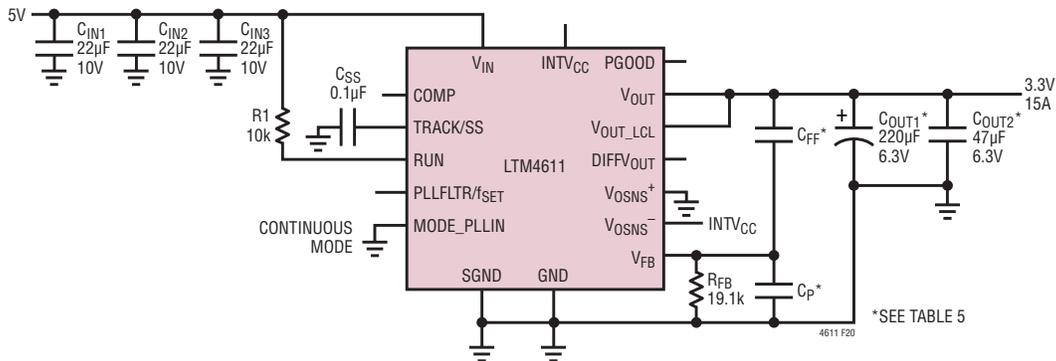 5V
CIN1
22µF
10V
CIN2
22µF
10V
CIN3
22µF
10V
R1
10k
CSS
0.1µF
CONTINUOUS
MODE
VIN
INTVCC
PGOOD
COMP
VOUT
TRACK/SS
VOUT_LCL
RUN
LTM4611
DIFFVOUT
PLLFLTR/fSET
VOSNS+
MODE_PLLIN
VOSNS–
INTVCC
VFB
SGND
GND
RFB
19.1k
CFF*
CP*
+
COUT1*
220µF
6.3V
COUT2*
47µF
6.3V
3.3V
15A
*SEE TABLE 5
4611 F20